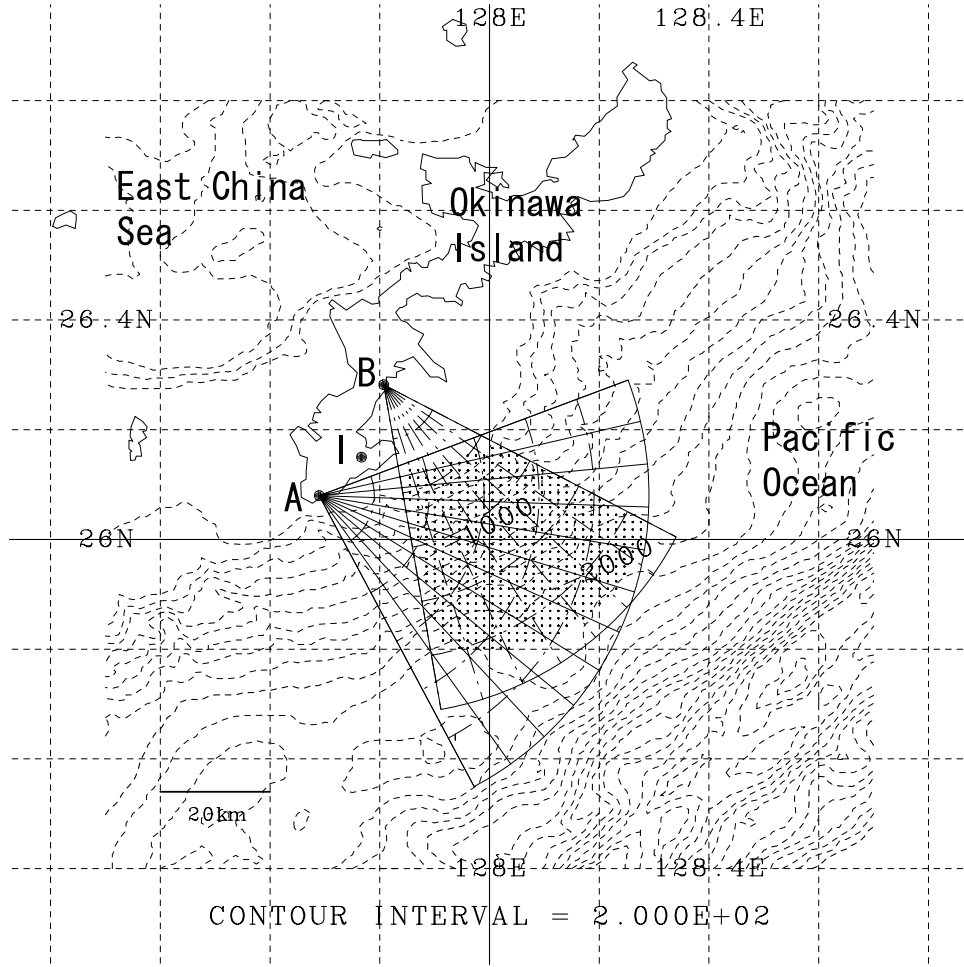 128E 128.4E
East China
Sea
Okinawa
Island
26.4N 26.4N
B
Pacific
Ocean
I
A
1000
26N 26N
2000
20km
128E 128.4E
CONTOUR INTERVAL = 2.000E+02